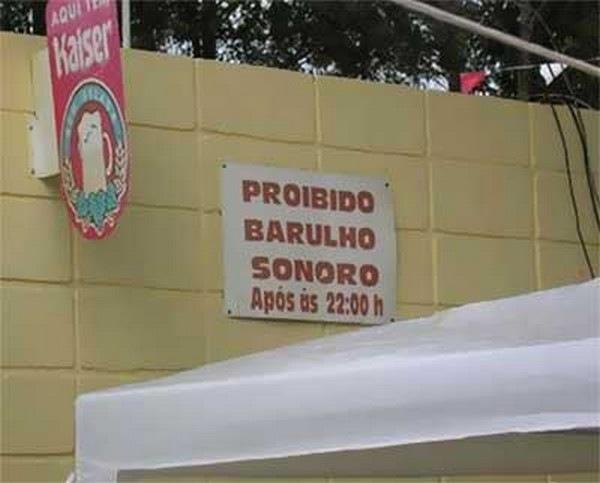 AQUI TEM
Kaiser
PROIBIDO
BARULHO
SONORO
Após às 22:00 h